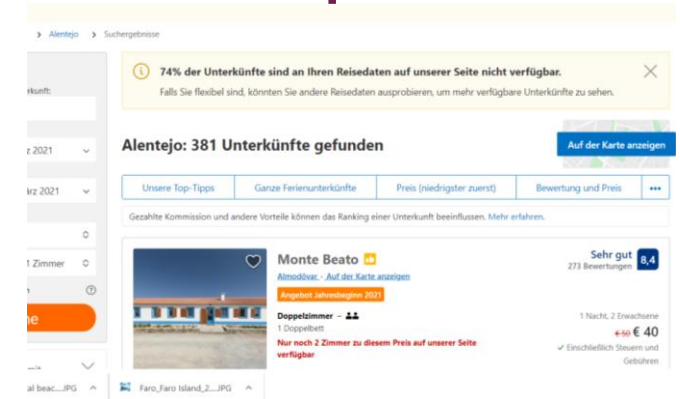 Alentejo > Suchergebnisse
74% der Unterkünfte sind an Ihren Reisedaten auf unserer Seite nicht verfügbar.
Falls Sie flexibel sind, könnten Sie andere Reisedaten ausprobieren, um mehr verfügbare Unterkünfte zu sehen.
2021
ärz 2021
1 Zimmer
Alentejo: 381 Unterkünfte gefunden
Auf der Karte anzeigen
Unsere Top-Tipps
Ganze Ferienunterkünfte
Preis (niedrigster zuerst)
Bewertung und Preis
Gezahlte Kommission und andere Vorteile können das Ranking einer Unterkunft beeinflussen. Mehr erfahren.
Monte Beato
Almodôvar - Auf der Karte anzeigen
Angebot Jahresbeginn 2021
Doppelzimmer –
1 Doppelbett
Nur noch 2 Zimmer zu diesem Preis auf unserer Seite
verfügbar
Sehr gut 8,4
273 Bewertungen
1 Nacht, 2 Erwachsene
€ 50 € 40
Einschließlich Steuern und
Gebühren
al beac....JPG
Faro_Faro Island_2....JPG